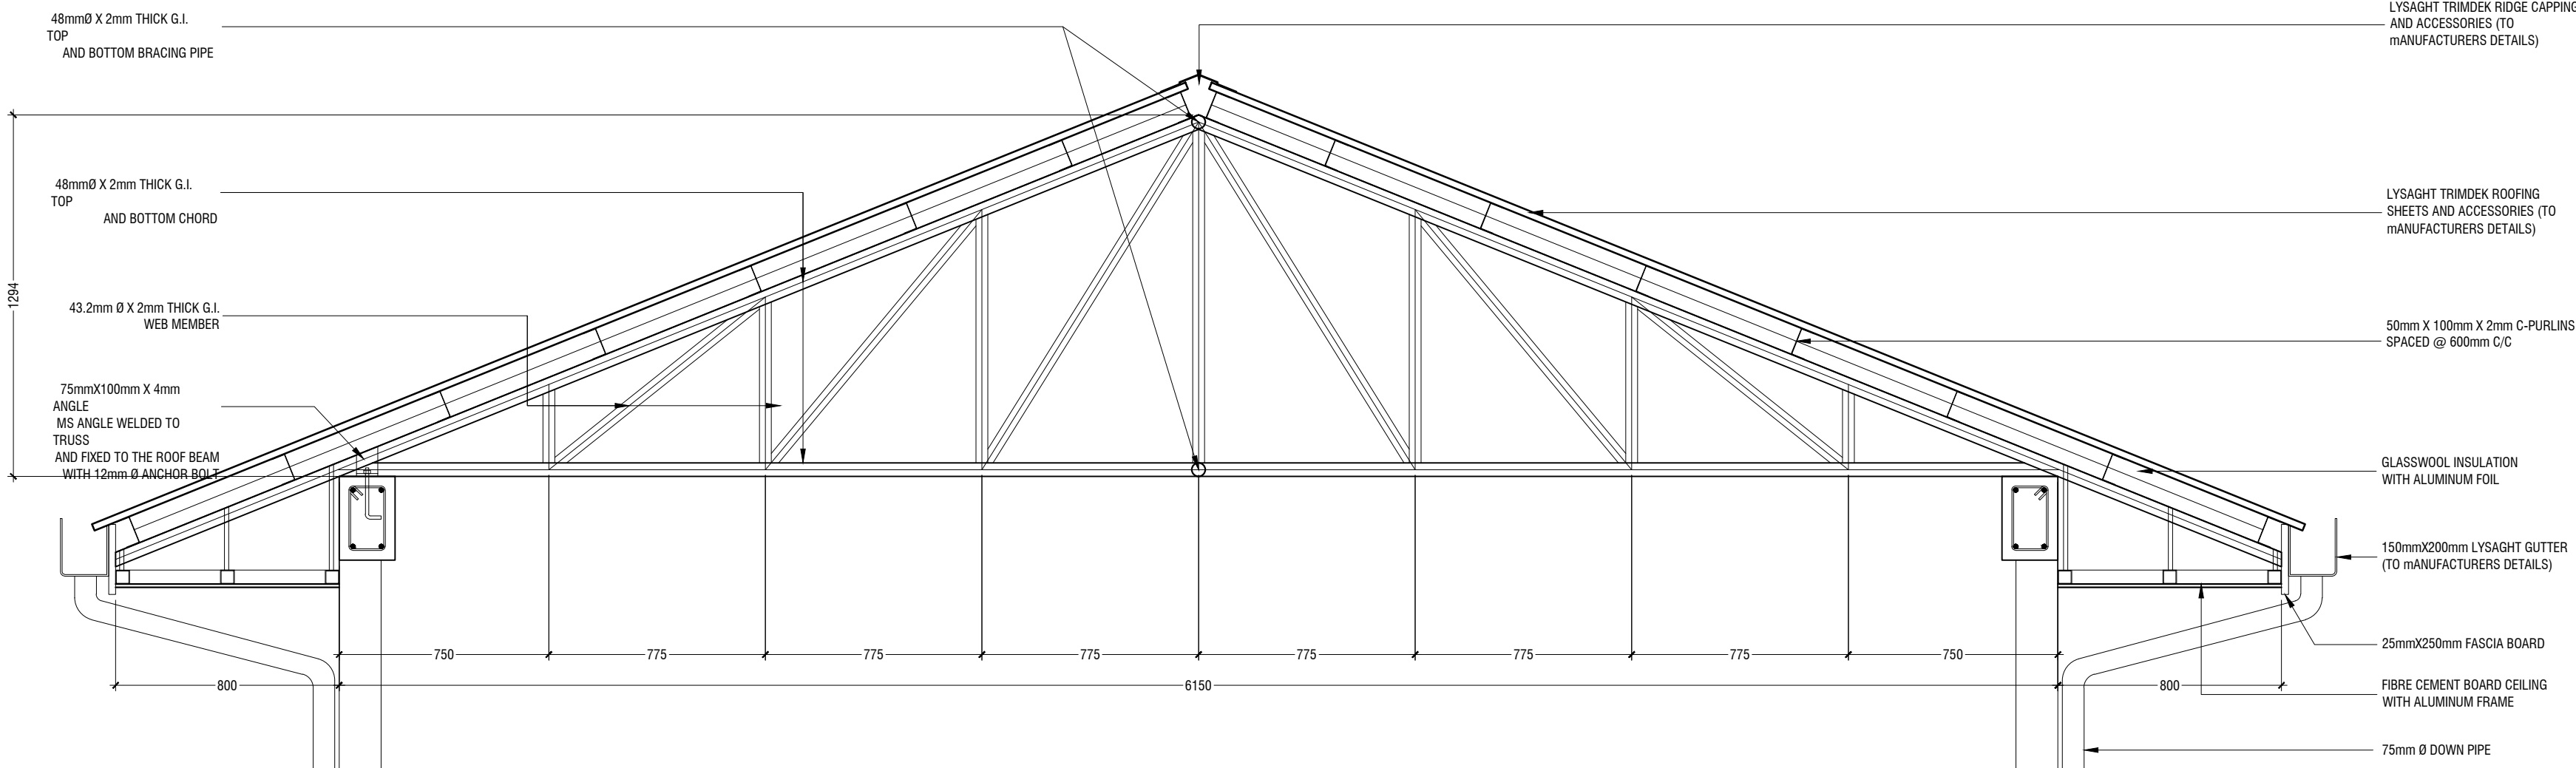 48mmØ X 2mm THICK G.I.
TOP
AND BOTTOM BRACING PIPE
48mmØ X 2mm THICK G.I.
TOP
AND BOTTOM CHORD
43.2mm Ø X 2mm THICK G.I.
WEB MEMBER
75mmX100mm X 4mm
ANGLE
MS ANGLE WELDED TO
TRUSS
AND FIXED TO THE ROOF BEAM
WITH 12mm Ø ANCHOR BOLT
1294
LYSAGHT TRIMDEK RIDGE CAPPING
AND ACCESSORIES (TO
mANUFACTURERS DETAILS)
LYSAGHT TRIMDEK ROOFING
SHEETS AND ACCESSORIES (TO
mANUFACTURERS DETAILS)
50mm X 100mm X 2mm C-PURLINS
SPACED @ 600mm C/C
GLASSWOOL INSULATION
WITH ALUMINUM FOIL
150mmX200mm LYSAGHT GUTTER
(TO mANUFACTURERS DETAILS)
25mmX250mm FASCIA BOARD
FIBRE CEMENT BOARD CEILING
WITH ALUMINUM FRAME
75mm Ø DOWN PIPE
750 775 775 775 775 775 775 750
800 6150 800